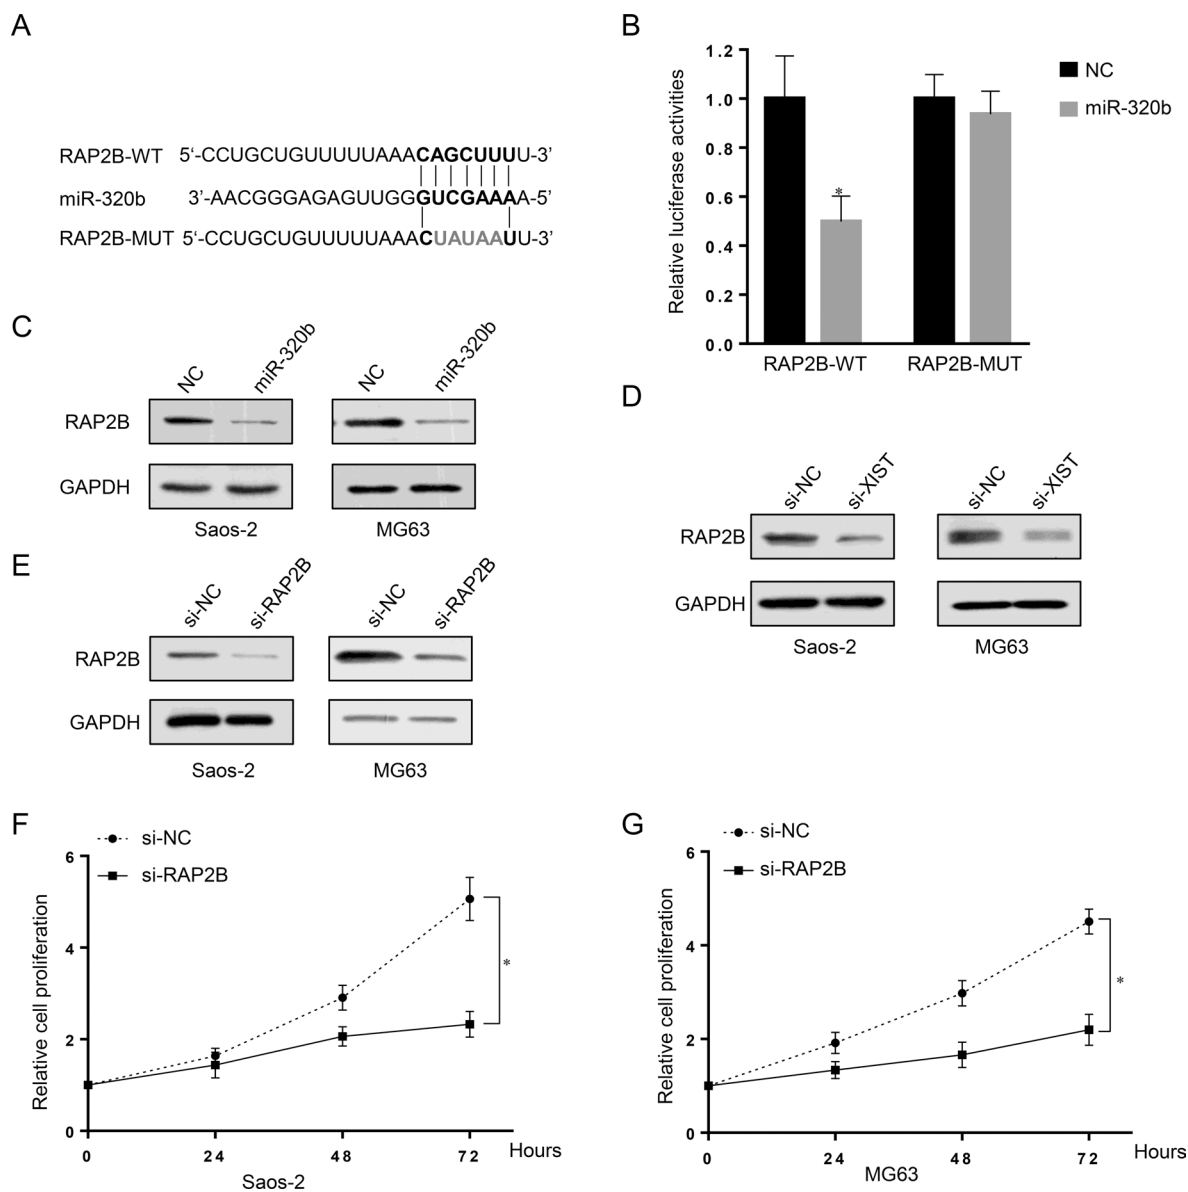 A
RAP2B-WT 5‘-CCUGCUGUUUUUAAACAGCUUUU-3’
miR-320b 3’-AACGGGAGAGUUGGGUCGAAAA-5’
RAP2B-MUT 5‘-CCUGCUGUUUUUAAACUAUAAUU-3’
B
Relative luciferase activities
1.2
1.0
0.8
0.6
0.4
0.2
0.0
*
RAP2B-WT RAP2B-MUT
NC
miR-320b
C
NC miR-320b NC miR-320b
RAP2B
GAPDH
Saos-2 MG63
D
si-NC si-XIST si-NC si-XIST
RAP2B
GAPDH
Saos-2 MG63
E
si-NC si-RAP2B si-NC si-RAP2B
RAP2B
GAPDH
Saos-2 MG63
F
si-NC
si-RAP2B
Relative cell proliferation
6
4
2
0
*
0 24 48 72 Hours
Saos-2
G
si-NC
si-RAP2B
Relative cell proliferation
6
4
2
0
*
0 24 48 72 Hours
MG63